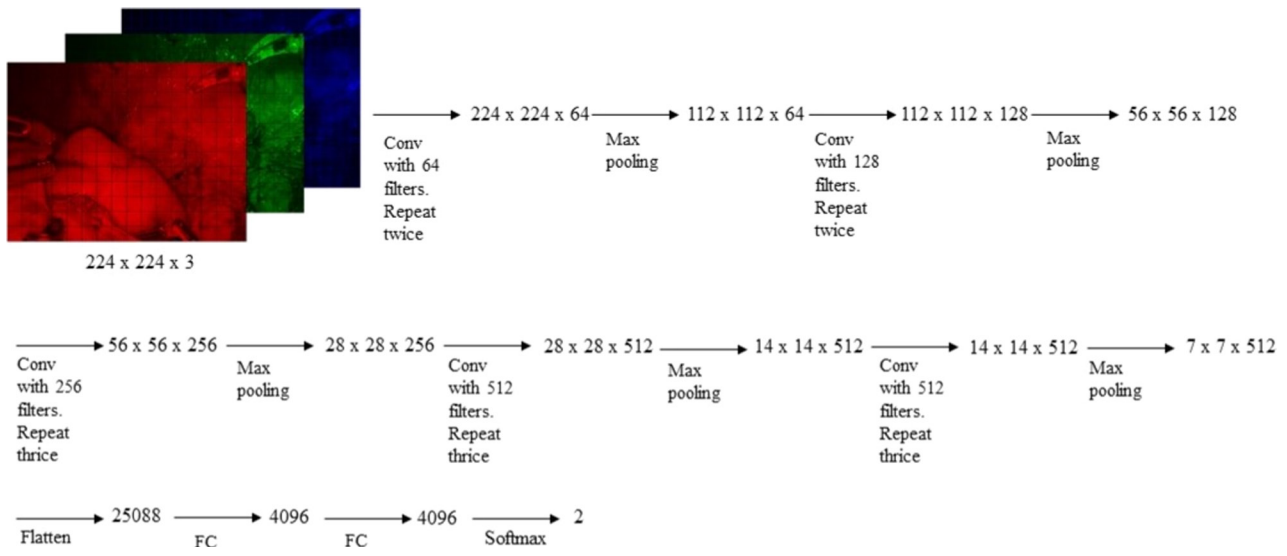 224 x 224 x 64
112 x 112 x 64
112 x 112 x 128
56 x 56 x 128
Conv
with 64
filters.
Repeat
twice
Max
pooling
Conv
with 128
filters.
Repeat
twice
Max
pooling
224 x 224 x 3
56 x 56 x 256
28 x 28 x 256
28 x 28 x 512
14 x 14 x 512
14 x 14 x 512
7 x 7 x 512
Conv
with 256
filters.
Repeat
thrice
Max
pooling
Conv
with 512
filters.
Repeat
thrice
Max
pooling
Conv
with 512
filters.
Repeat
thrice
Max
pooling
25088
4096
4096
2
Flatten
FC
FC
Softmax